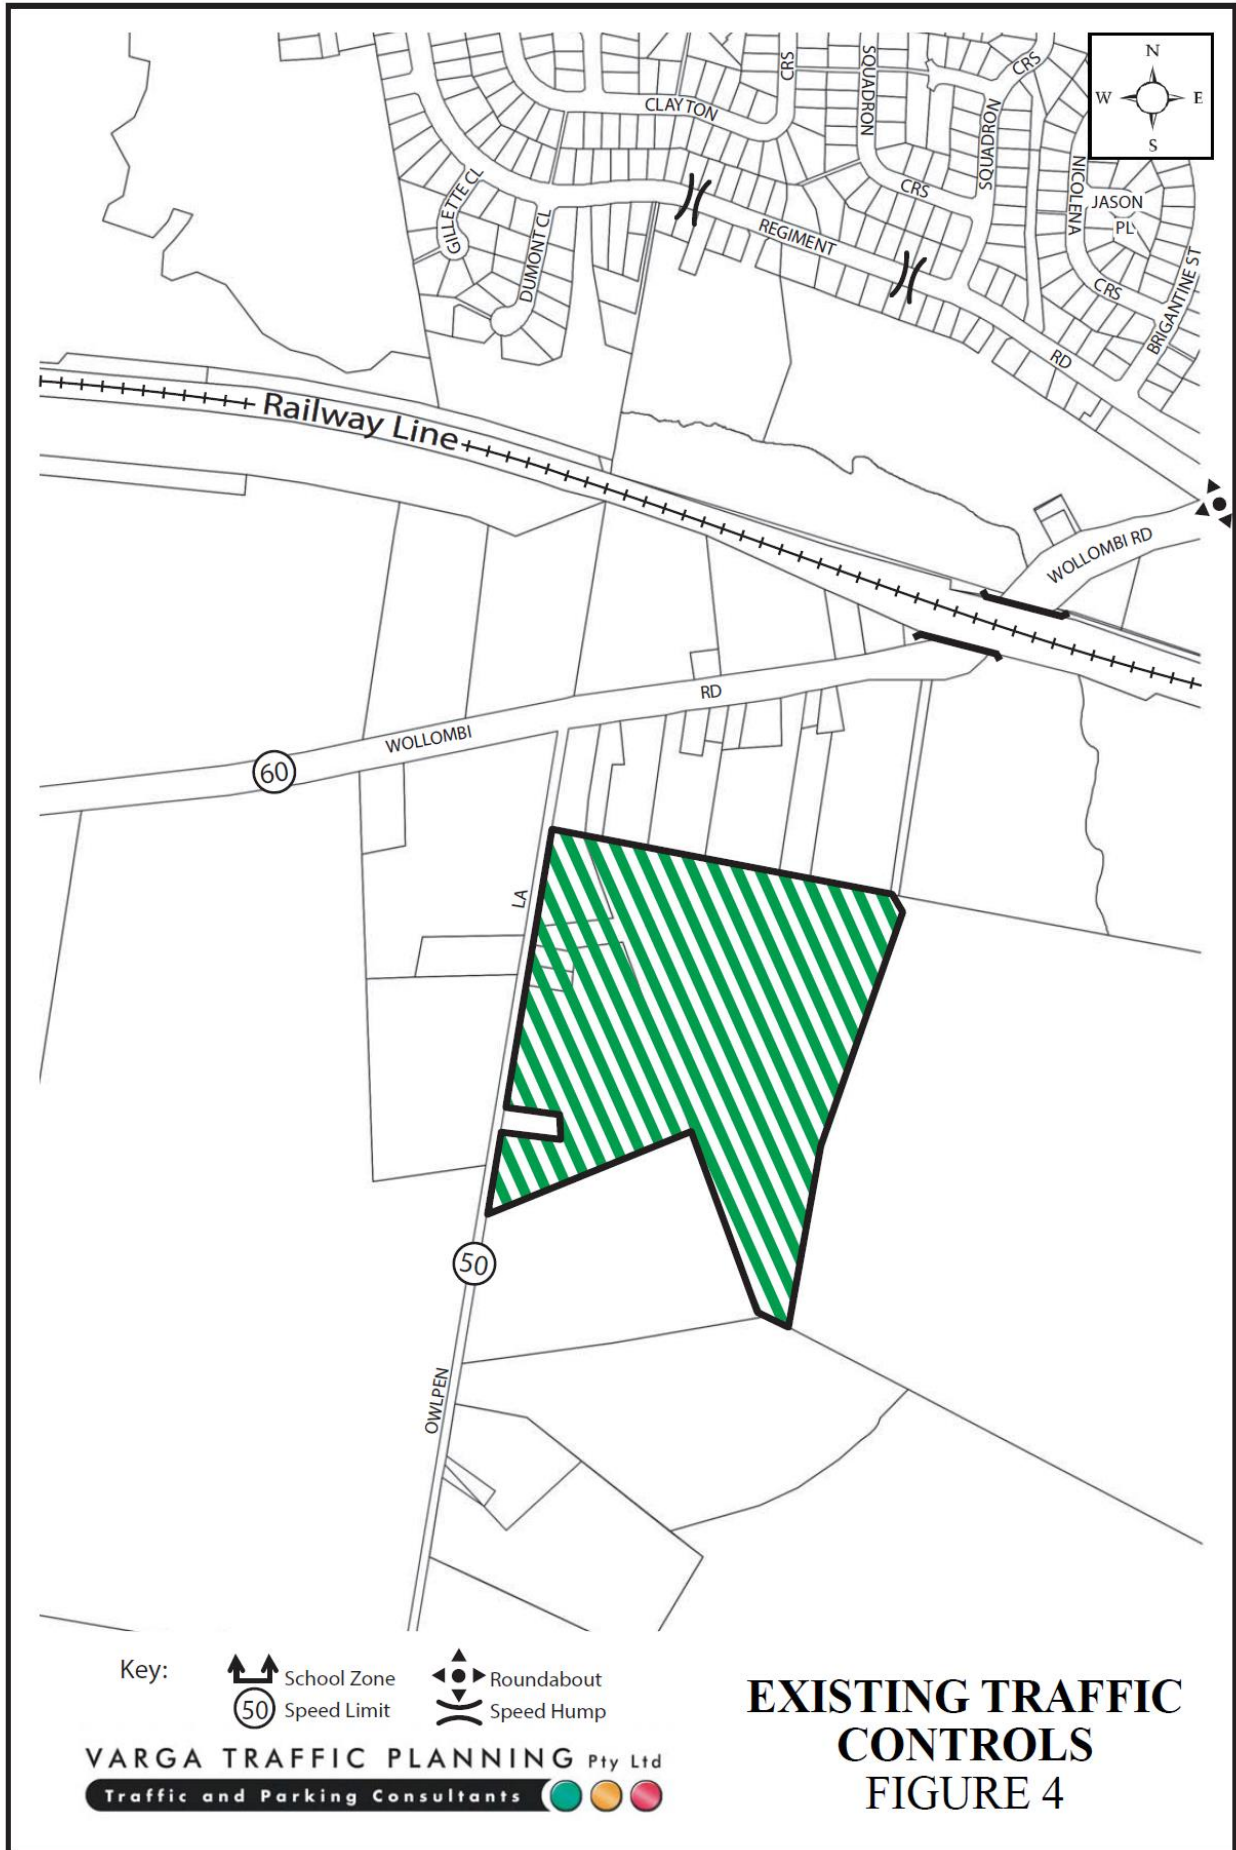 N
W E
S
CRS
SQUADRON
CRS
CLAYTON
SQUADRON
NICOLENA
GILLETTE CL
CRS
JASON
PL
DUMONT CL
REGIMENT
CRS
BRIGANTINE ST
RD
Railway Line
WOLLOMBI RD
RD
WOLLOMBI
60
LA
50
OWLPEN
Key:
School Zone
Roundabout
50 Speed Limit
Speed Hump
VARGA TRAFFIC PLANNING Pty Ltd
Traffic and Parking Consultants
EXISTING TRAFFIC
CONTROLS
FIGURE 4